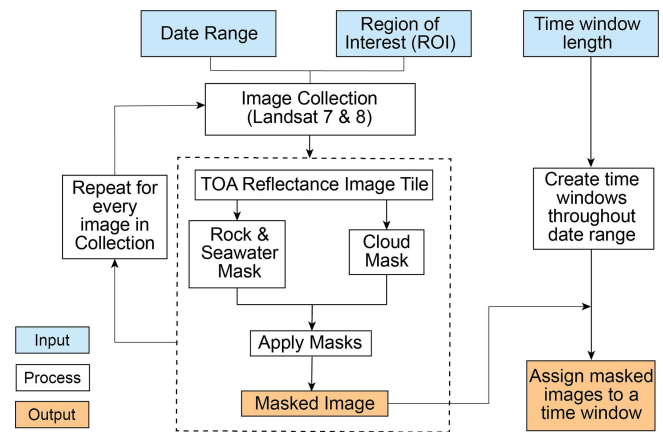 Date Range
Region of
Interest (ROI)
Time window
length
Image Collection
(Landsat 7 & 8)
Repeat for
every
image in
Collection
TOA Reflectance Image Tile
Rock &
Seawater
Mask
Cloud
Mask
Create time
windows
throughout
date range
Apply Masks
Masked Image
Assign masked
images to a
time window
Input
Process
Output